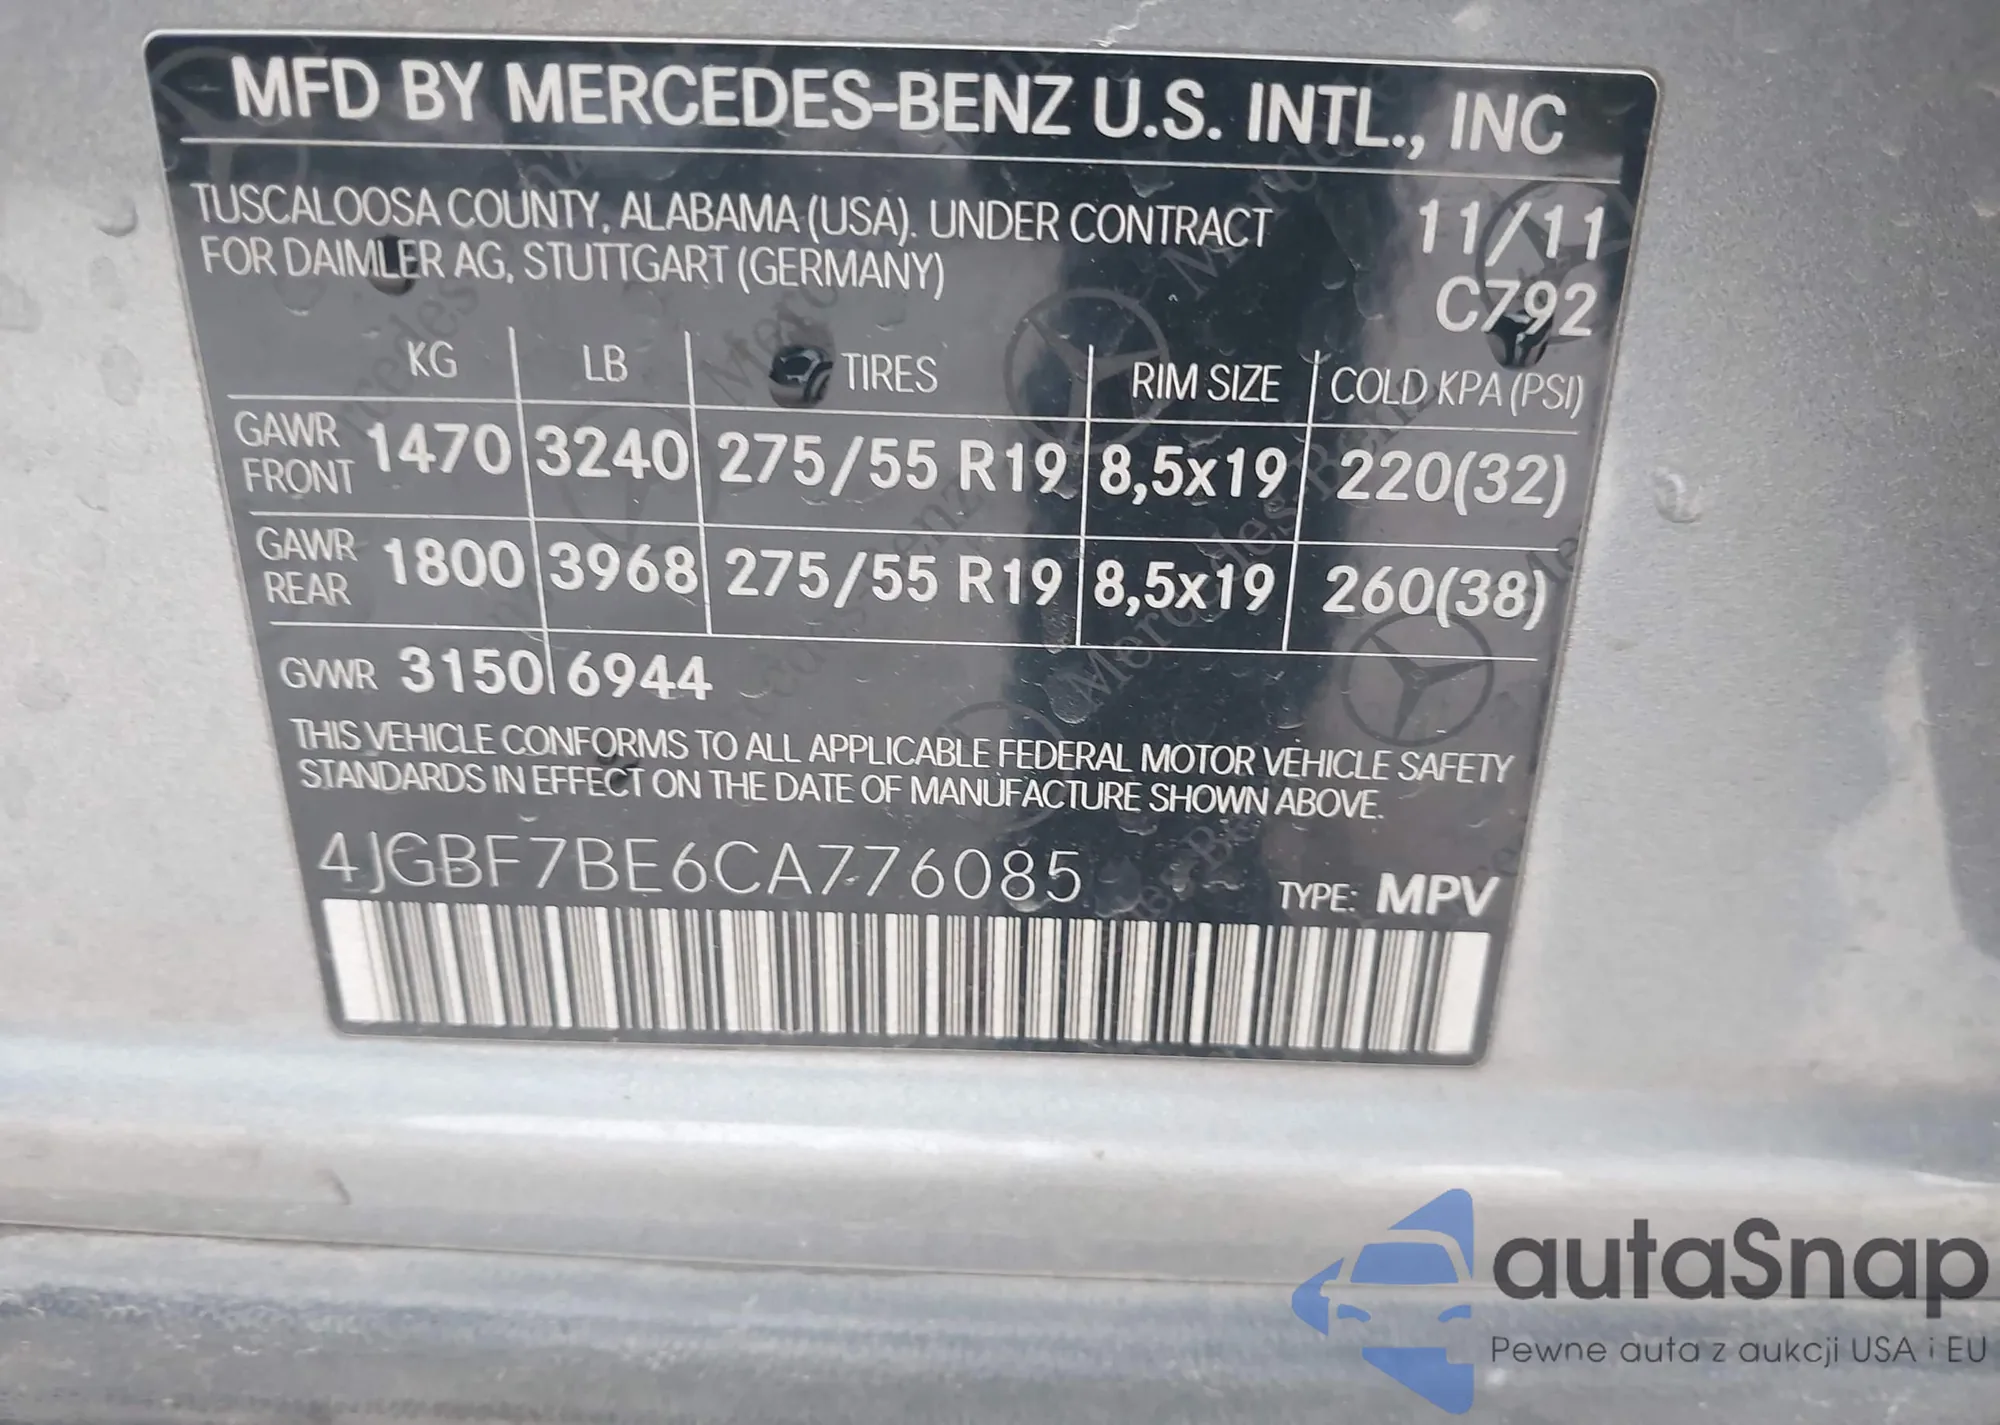 MFD BY MERCEDES-BENZ U.S. INTL., INC
TUSCALOOSA COUNTY, ALABAMA (USA). UNDER CONTRACT 11/11
FOR DAIMLER AG, STUTTGART (GERMANY) C792
KG LB TIRES RIM SIZE COLD KPA (PSI)
GAWR FRONT 1470 3240 275/55 R19 8,5x19 220(32)
GAWR REAR 1800 3968 275/55 R19 8,5x19 260(38)
GVWR 3150 6944
THIS VEHICLE CONFORMS TO ALL APPLICABLE FEDERAL MOTOR VEHICLE SAFETY
STANDARDS IN EFFECT ON THE DATE OF MANUFACTURE SHOWN ABOVE.
4JGBF7BE6CA776085 TYPE: MPV
autaSnap
Pewne auta z aukcji USA i EU